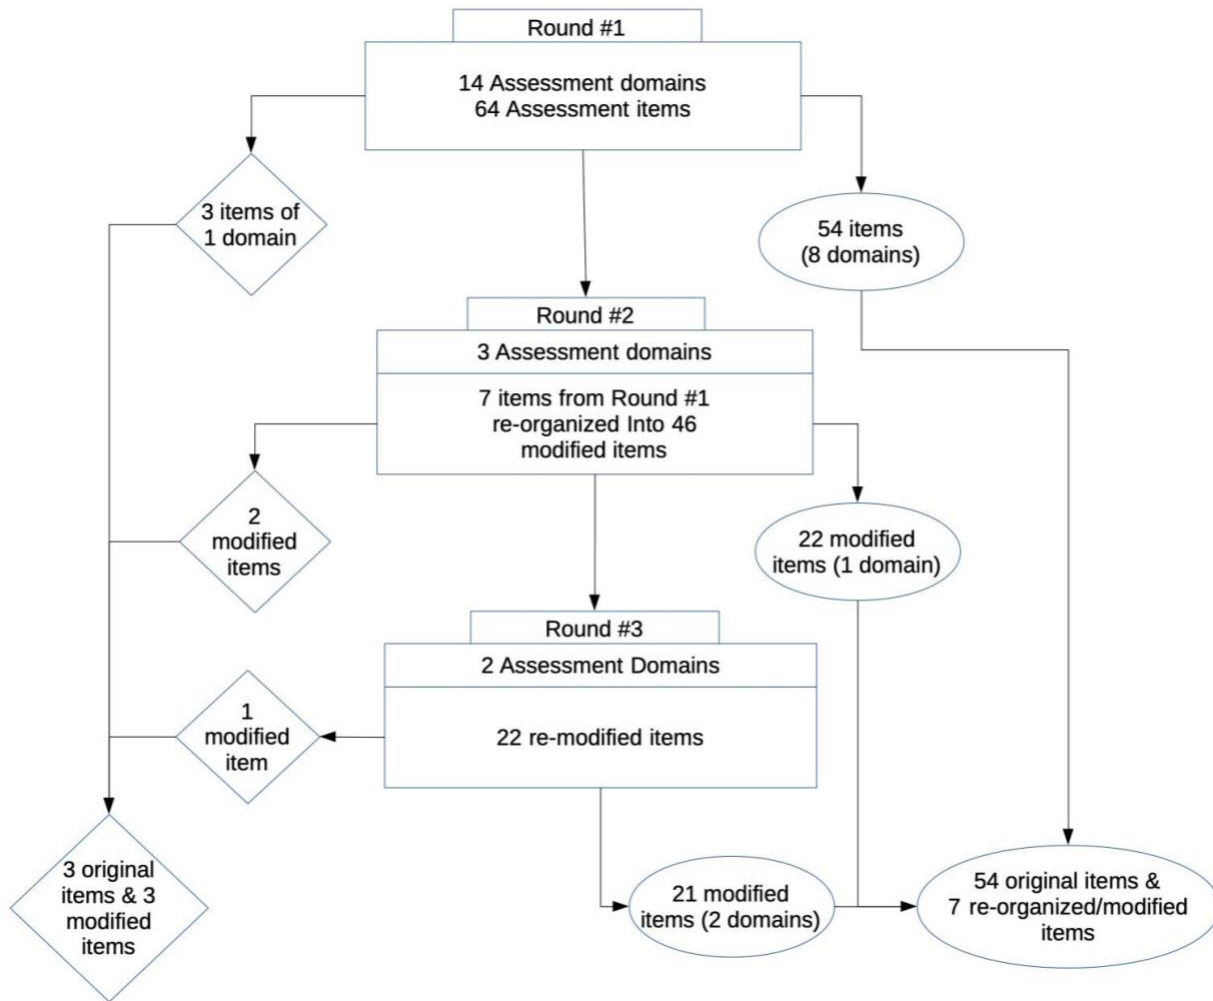 Round #1
14 Assessment domains
64 Assessment items
3 items of
1 domain
54 items
(8 domains)
Round #2
3 Assessment domains
7 items from Round #1
re-organized Into 46
modified items
2
modified
items
22 modified
items (1 domain)
Round #3
2 Assessment Domains
22 re-modified items
1
modified
item
3 original
items & 3
modified
items
21 modified
items (2 domains)
54 original items &
7 re-organized/modified
items